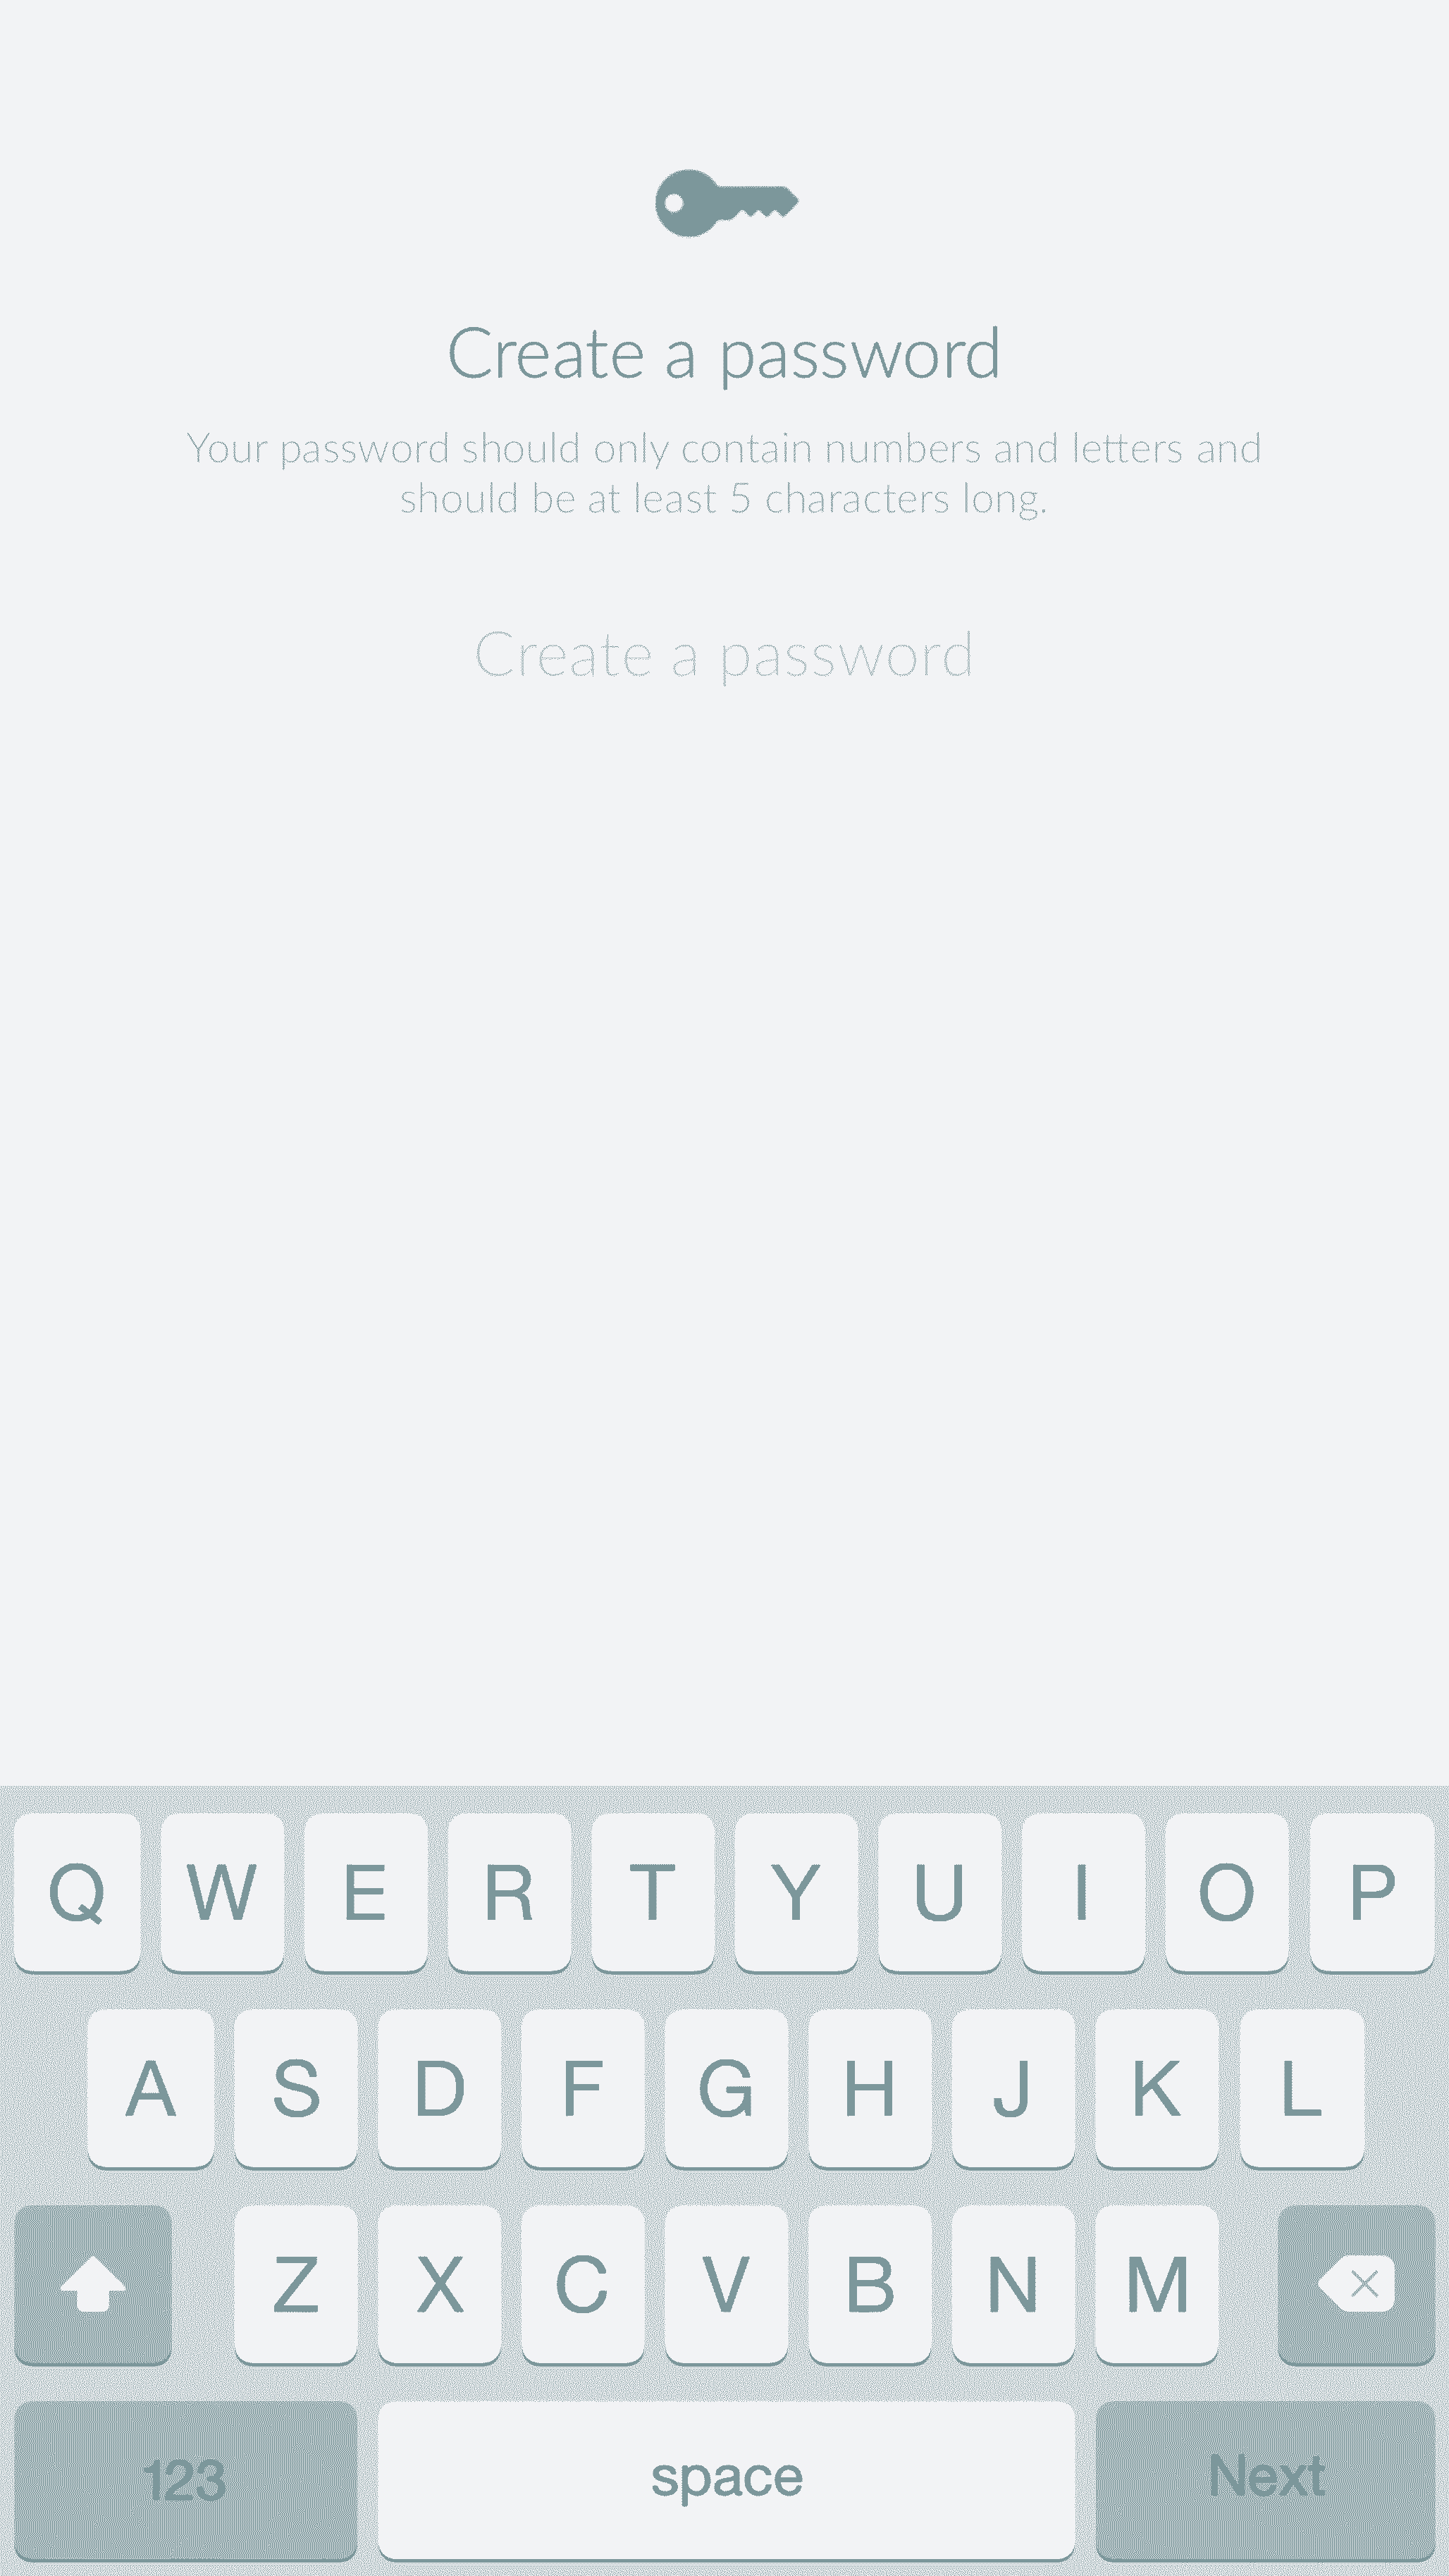 Create a password
Your password should only contain numbers and letters and
should be at least 5 characters long.
Create a password
Q W E R T Y U I O P
A S D F G H J K L
Z X C V B N M
123 space Next